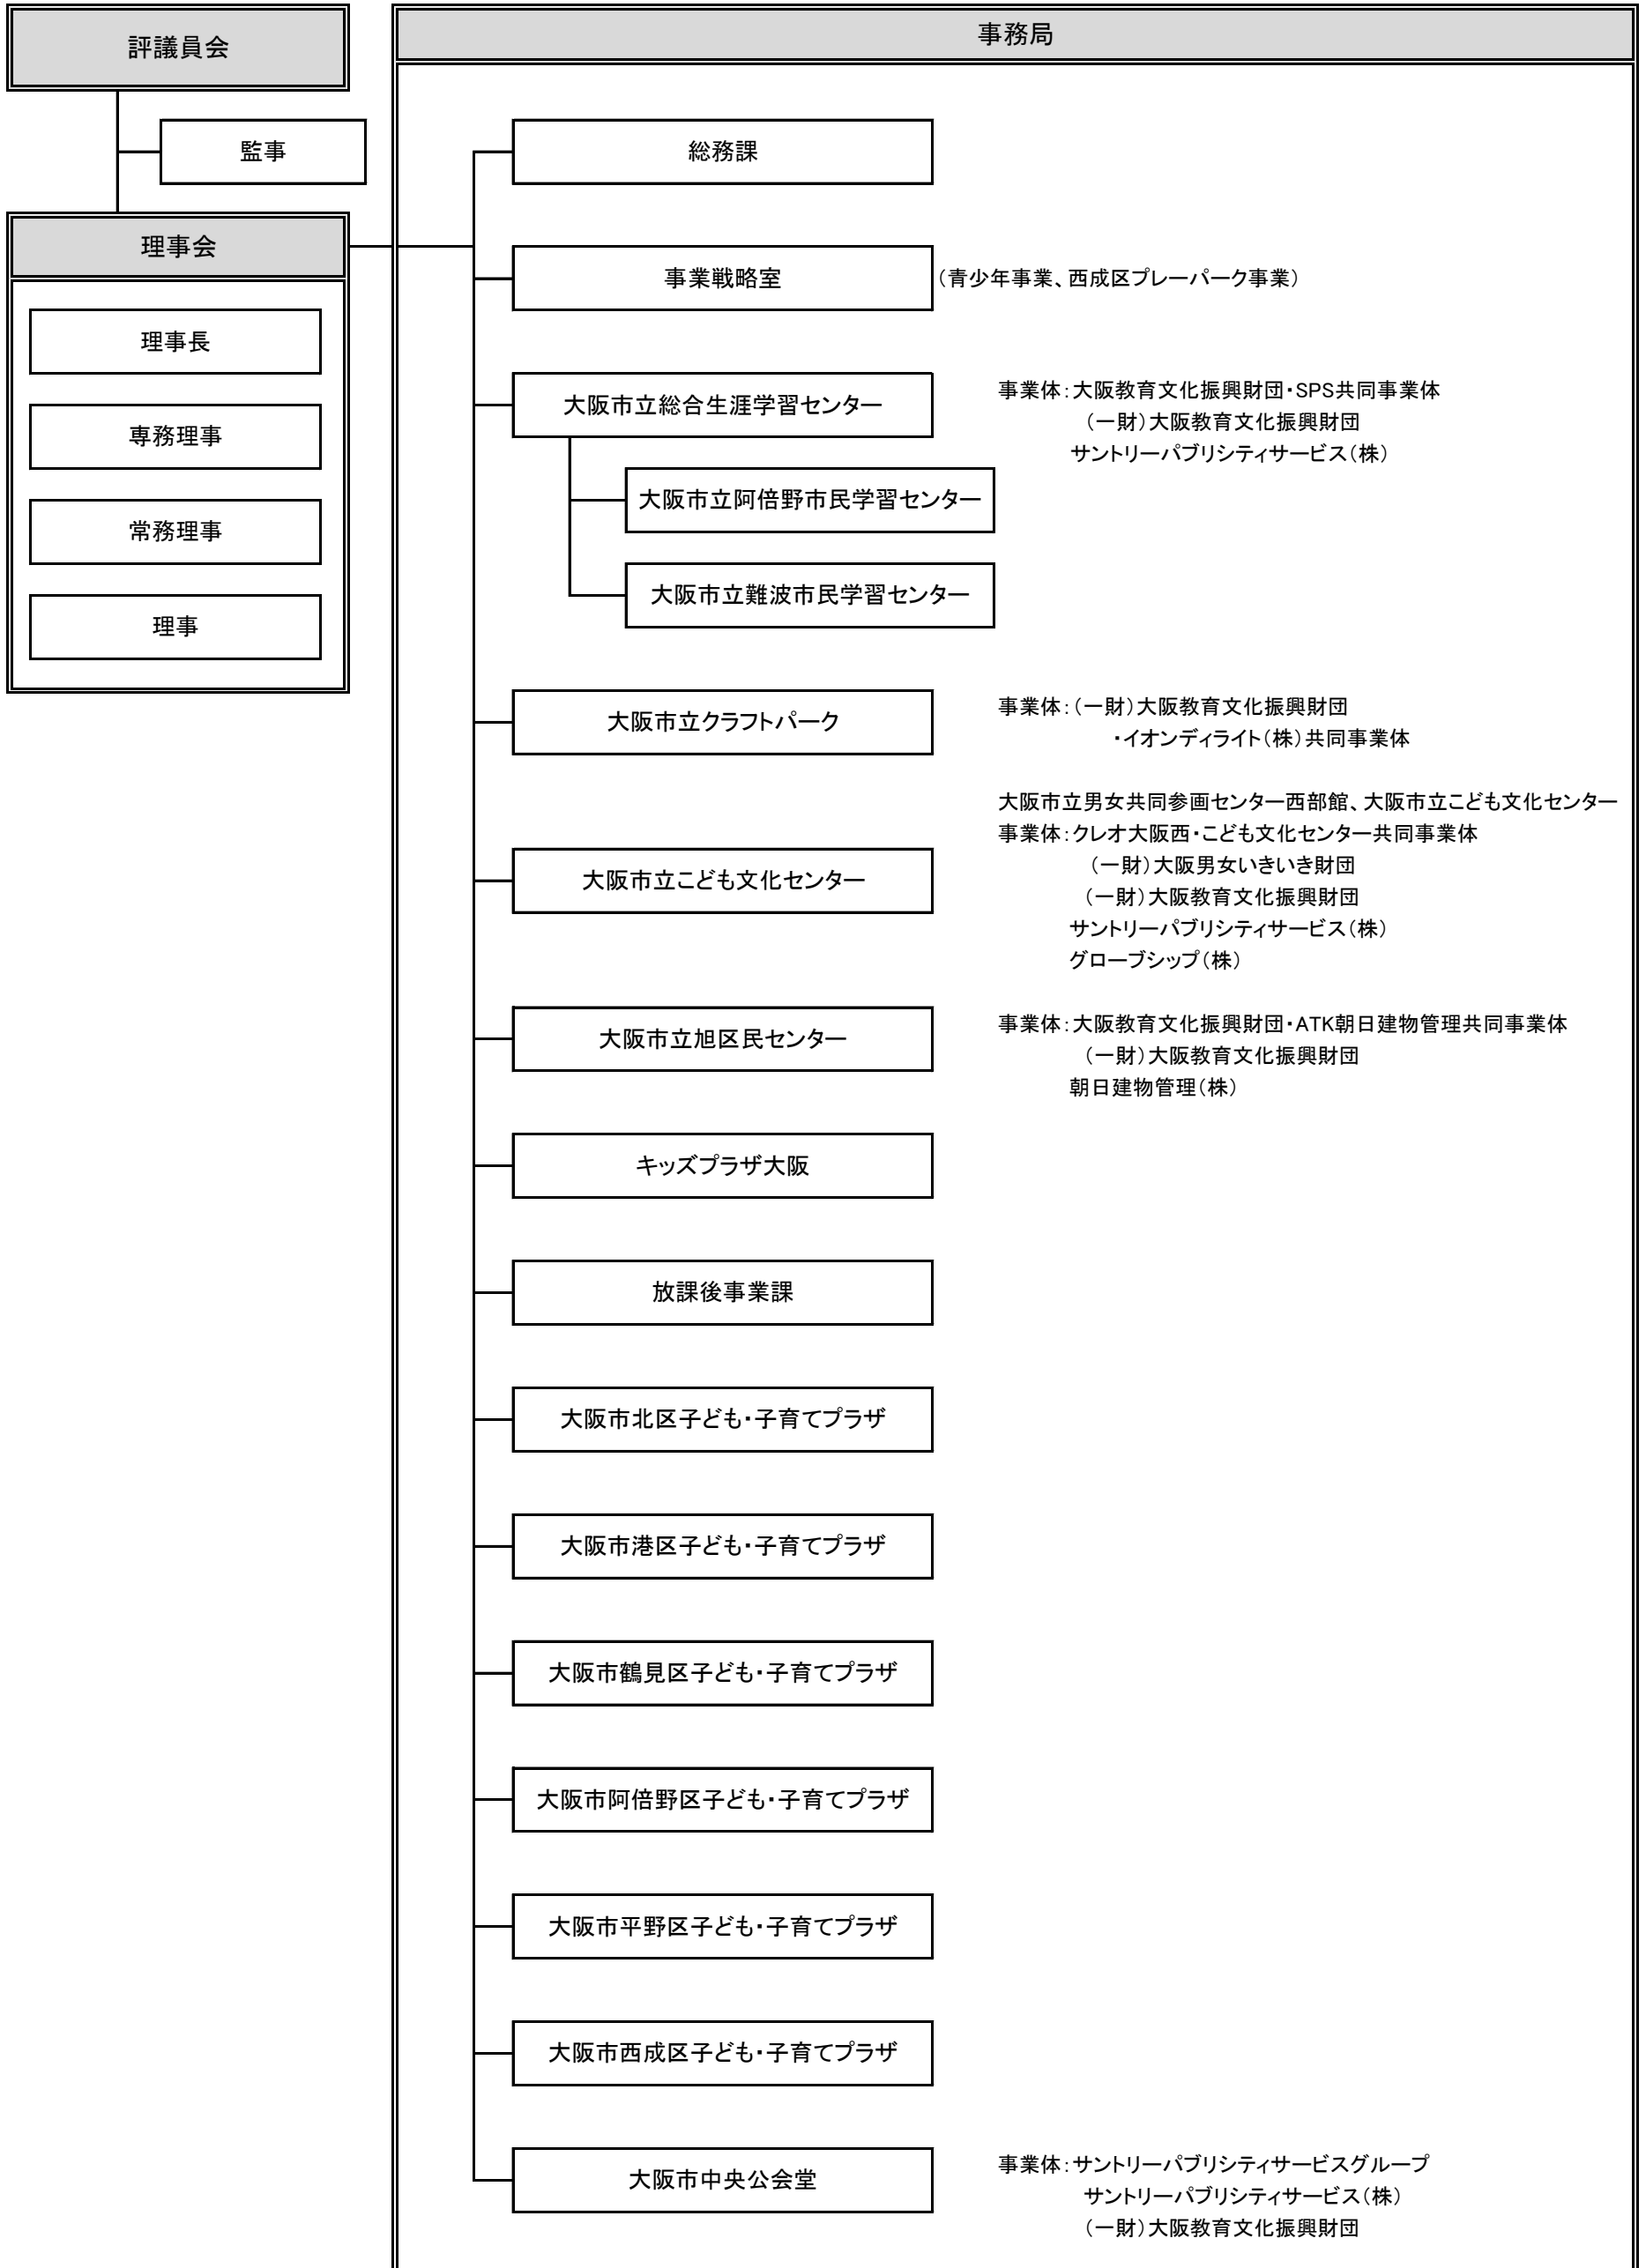 評議員会
監事
理事会
理事長
専務理事
常務理事
理事
事務局
総務課
事業戦略室
（青少年事業、西成区プレーパーク事業）
大阪市立総合生涯学習センター
事業体：大阪教育文化振興財団・SPS共同事業体
（一財）大阪教育文化振興財団
サントリーパブリシティサービス（株）
大阪市立阿倍野市民学習センター
大阪市立難波市民学習センター
大阪市立クラフトパーク
事業体：（一財）大阪教育文化振興財団
・イオンディライト（株）共同事業体
大阪市立こども文化センター
大阪市立男女共同参画センター西部館、大阪市立こども文化センター
事業体：クレオ大阪西・こども文化センター共同事業体
（一財）大阪男女いきいき財団
（一財）大阪教育文化振興財団
サントリーパブリシティサービス（株）
グローブシップ（株）
大阪市立旭区民センター
事業体：大阪教育文化振興財団・ATK朝日建物管理共同事業体
（一財）大阪教育文化振興財団
朝日建物管理（株）
キッズプラザ大阪
放課後事業課
大阪市北区子ども・子育てプラザ
大阪市港区子ども・子育てプラザ
大阪市鶴見区子ども・子育てプラザ
大阪市阿倍野区子ども・子育てプラザ
大阪市平野区子ども・子育てプラザ
大阪市西成区子ども・子育てプラザ
大阪市中央公会堂
事業体：サントリーパブリシティサービスグループ
サントリーパブリシティサービス（株）
（一財）大阪教育文化振興財団